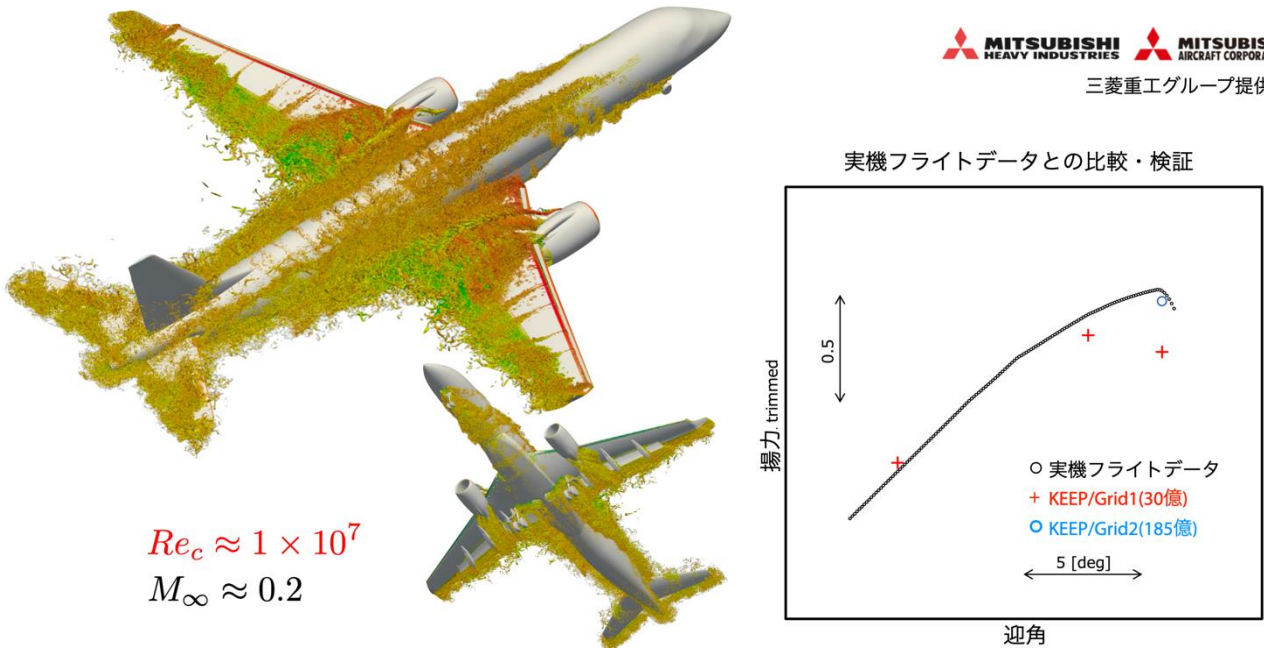 MITSUBISHI
HEAVY INDUSTRIES
MITSUBIS
AIRCRAFT CORPORA
三菱重工グループ提供
実機フライトデータとの比較・検証
揚力, trimmed
0.5
実機フライトデータ
KEEP/Grid1(30億)
KEEP/Grid2(185億)
5 [deg]
迎角
Re_c ≈ 1 × 10^7
M_∞ ≈ 0.2